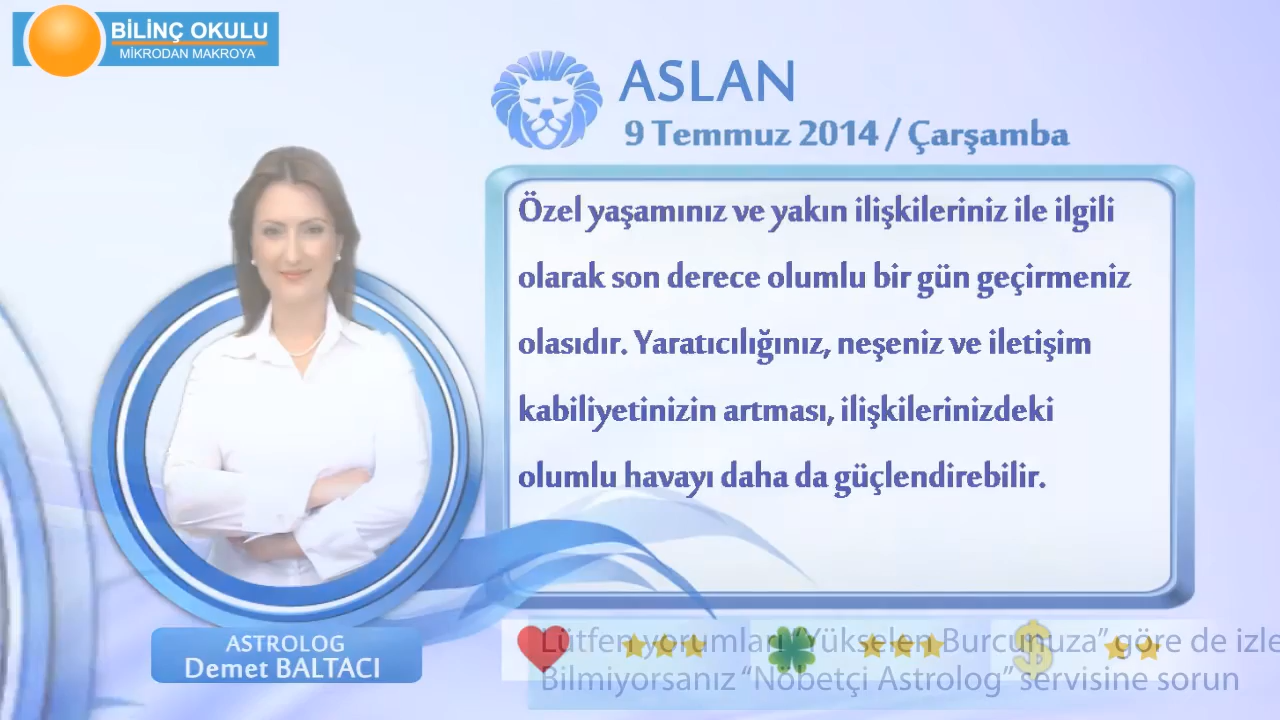 BİLİNÇ OKULU
MİKRODAN MAKROYA
ASLAN
9 Temmuz 2014 / Çarşamba
Özel yaşamınız ve yakın ilişkileriniz ile ilgili
olarak son derece olumlu bir gün geçirmeniz
olasıdır. Yaratıcılığınız, neşeniz ve iletişim
kabiliyetinizin artması, ilişkilerinizdeki
olumlu havayı daha da güçlendirebilir.
ASTROLOG
Demet BALTACI
Lütfen yorumları “Yükselen Burcunuza” göre de izle
Bilmiyorsanız “Nöbetçi Astrolog” servisine sorun